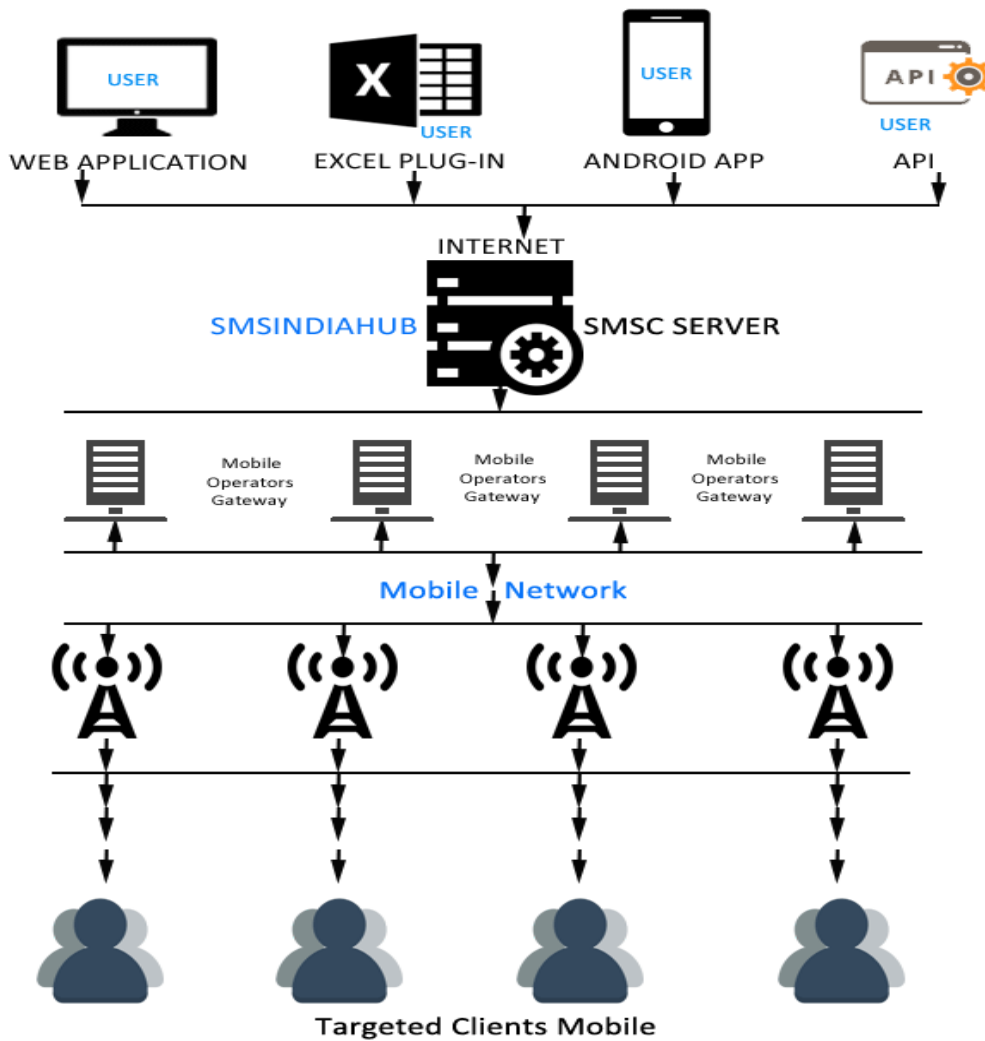 USER
USER
USER
API
USER
WEB APPLICATION
EXCEL PLUG-IN
ANDROID APP
API
INTERNET
SMSINDIAHUB
SMSC SERVER
Mobile
Operators
Gateway
Mobile
Operators
Gateway
Mobile
Operators
Gateway
Mobile Network
Targeted Clients Mobile